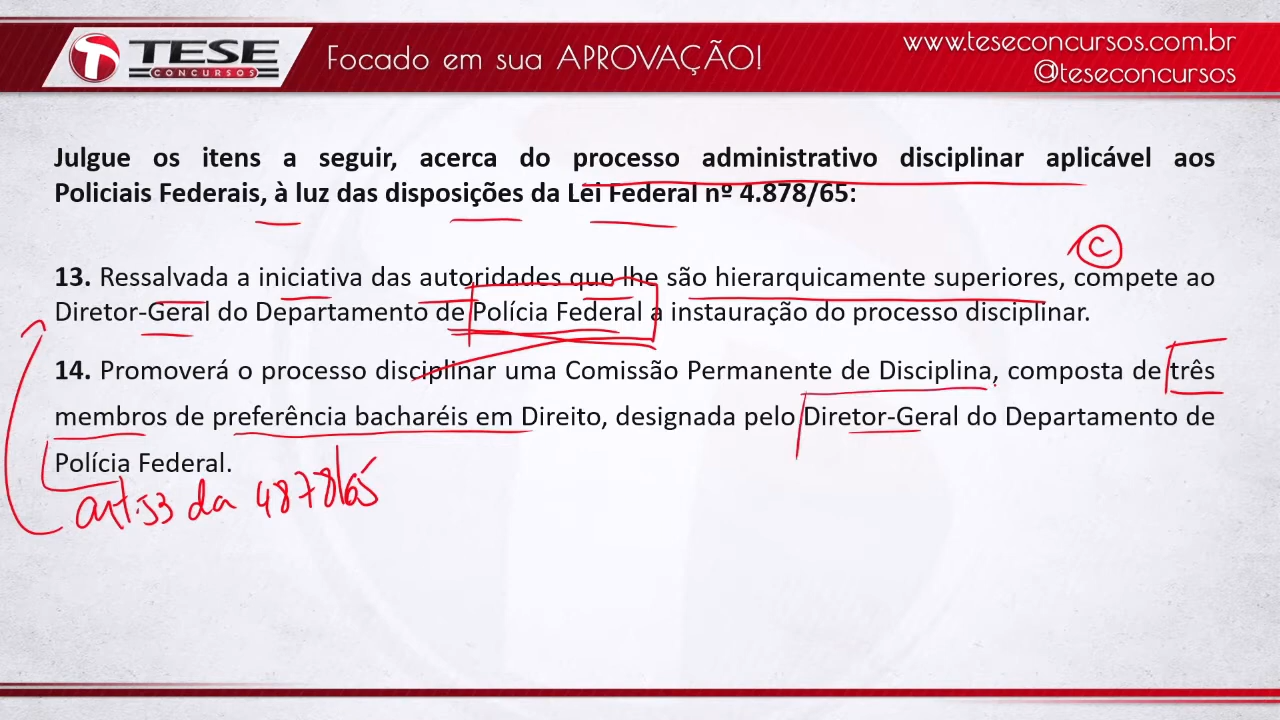 TESE
CONCURSOS
Focado em sua APROVAÇÃO!
www.teseconcursos.com.br
@teseconcursos
Julgue os itens a seguir, acerca do processo administrativo disciplinar aplicável aos
Policiais Federais, à luz das disposições da Lei Federal nº 4.878/65:
C
13. Ressalvada a iniciativa das autoridades que lhe são hierarquicamente superiores, compete ao
Diretor-Geral do Departamento de Polícia Federal a instauração do processo disciplinar.
14. Promoverá o processo disciplinar uma Comissão Permanente de Disciplina, composta de três
membros de preferência bacharéis em Direito, designada pelo Diretor-Geral do Departamento de
Polícia Federal.
art.53 da 4878/65